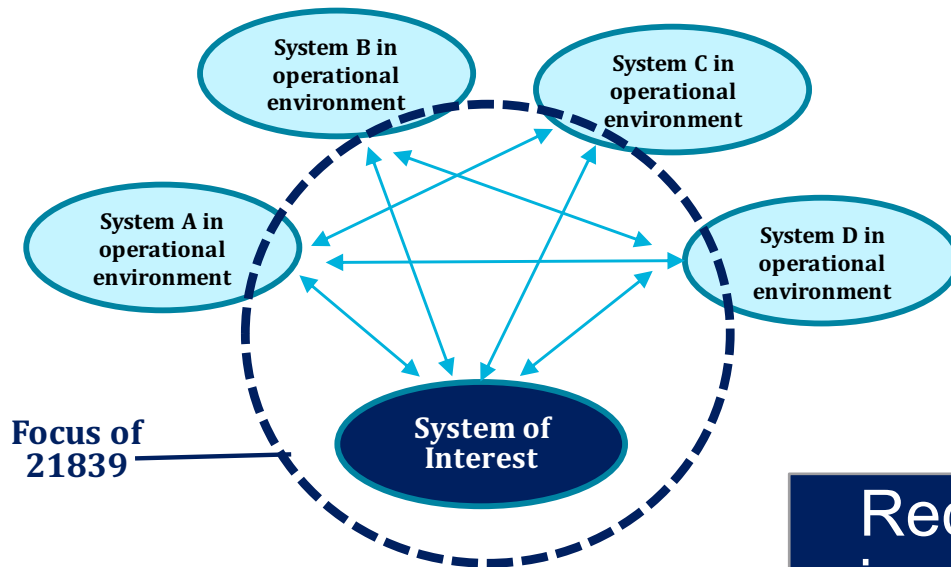 System B in
operational
environment
System C in
operational
environment
System A in
operational
environment
System D in
operational
environment
System of
Interest
Focus of
21839